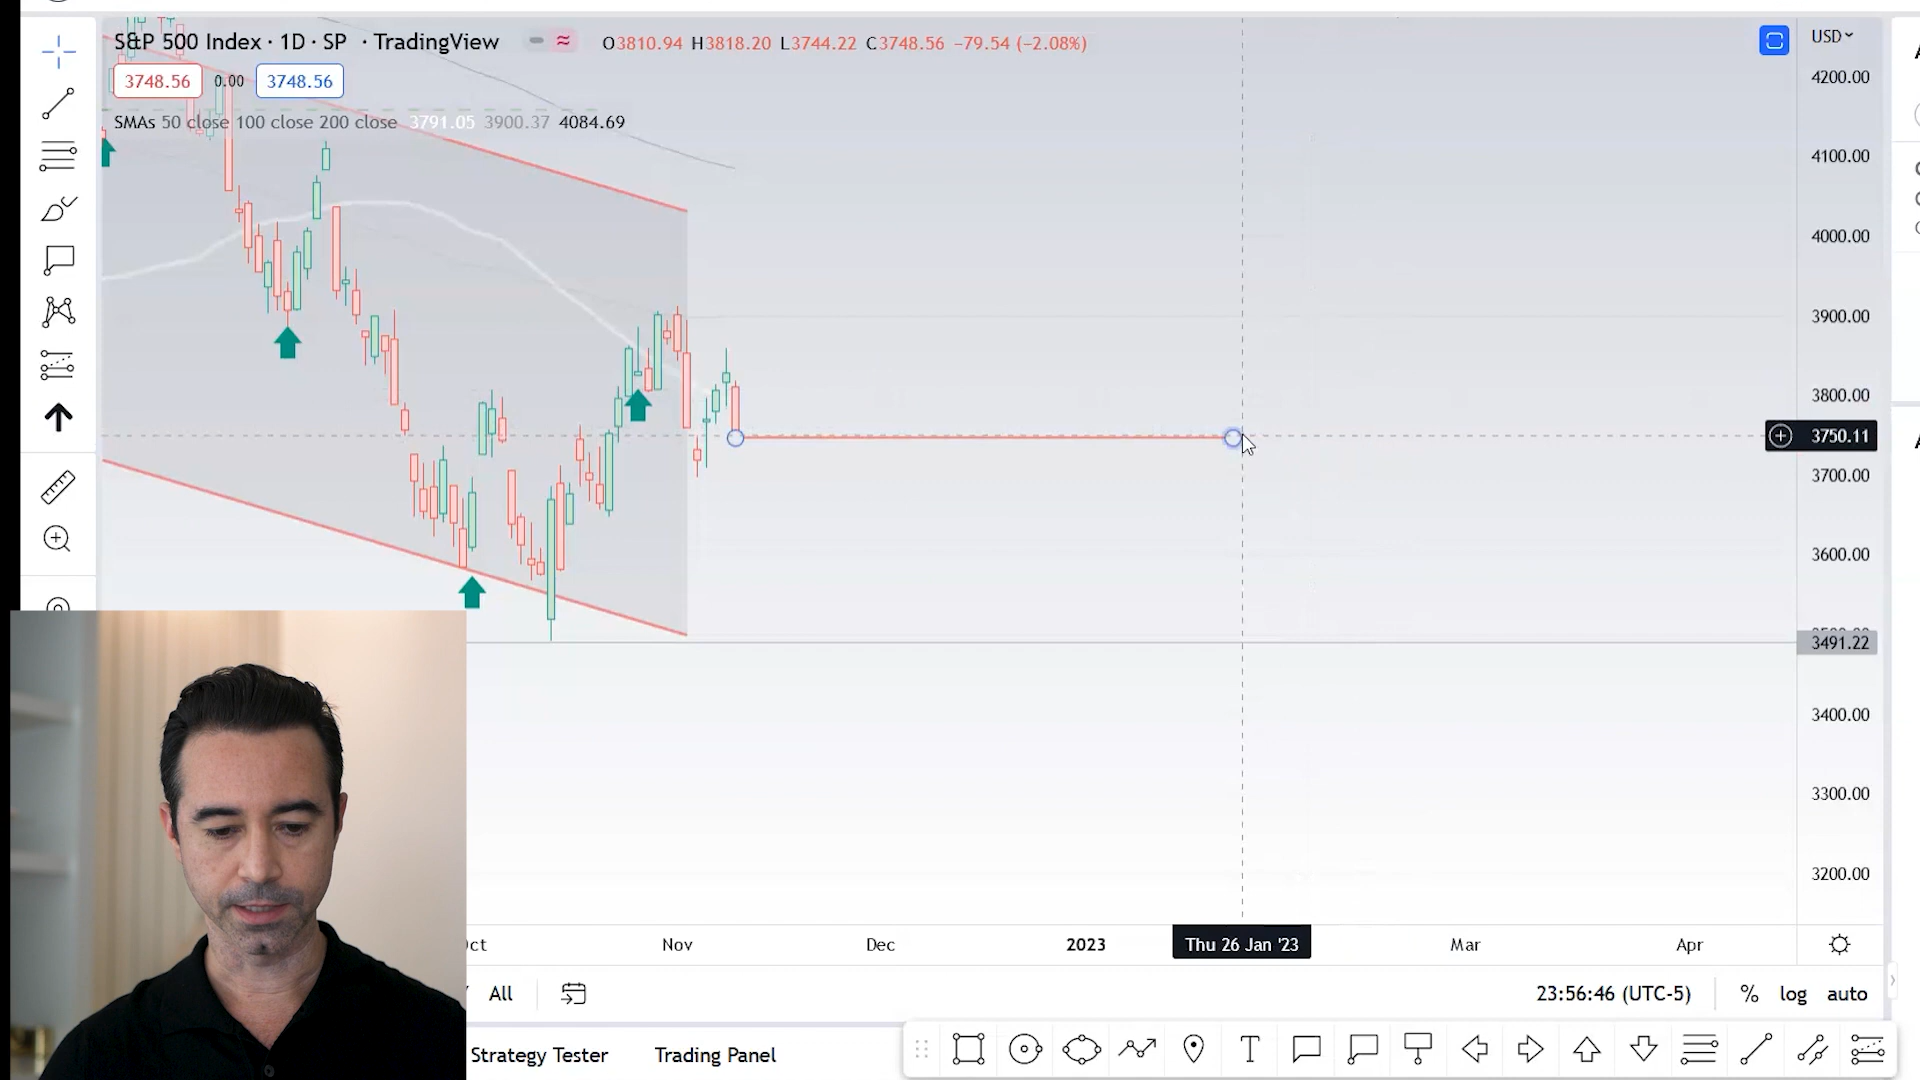 S&P 500 Index · 1D · SP · TradingView
O3810.94 H3818.20 L3744.22 C3748.56 −79.54 (−2.08%)
USD
3748.56 0.00 3748.56
SMAs 50 close 100 close 200 close 3791.05 3900.37 4084.69
4200.00
4100.00
4000.00
3900.00
3800.00
3750.11
3700.00
3600.00
3491.22
3400.00
3300.00
3200.00
Nov Dec 2023 Thu 26 Jan '23 Mar Apr
All
23:56:46 (UTC-5) % log auto
Strategy Tester Trading Panel
T